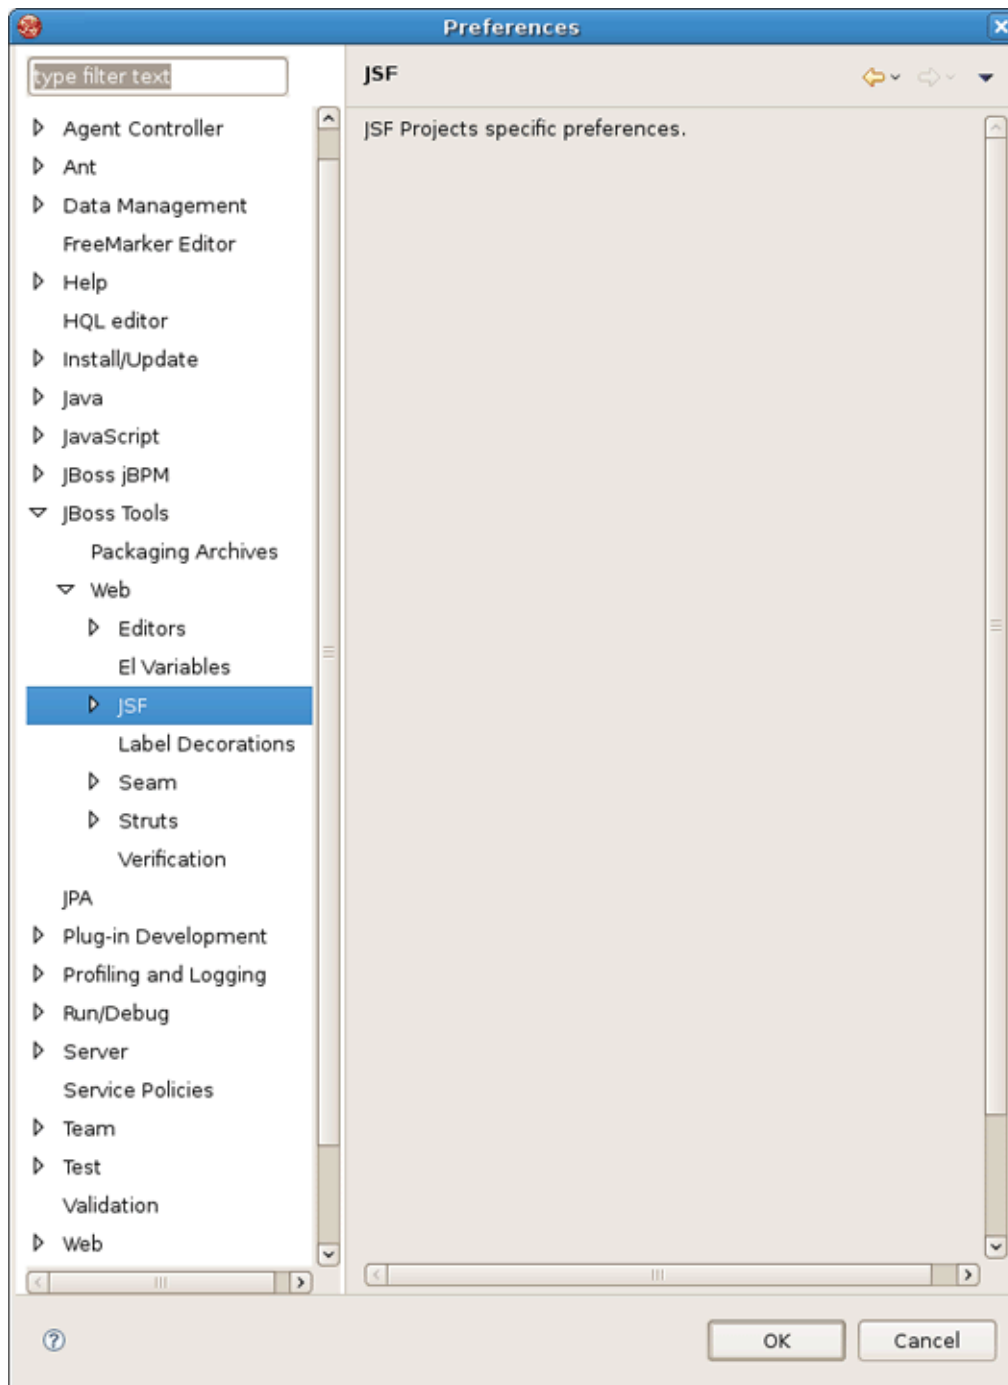 Preferences
type filter text
JSF
Agent Controller
JSF Projects specific preferences.
Ant
Data Management
FreeMarker Editor
Help
HQL editor
Install/Update
Java
JavaScript
JBoss jBPM
JBoss Tools
Packaging Archives
Web
Editors
El Variables
JSF
Label Decorations
Seam
Struts
Verification
JPA
Plug-in Development
Profiling and Logging
Run/Debug
Server
Service Policies
Team
Test
Validation
Web
OK
Cancel